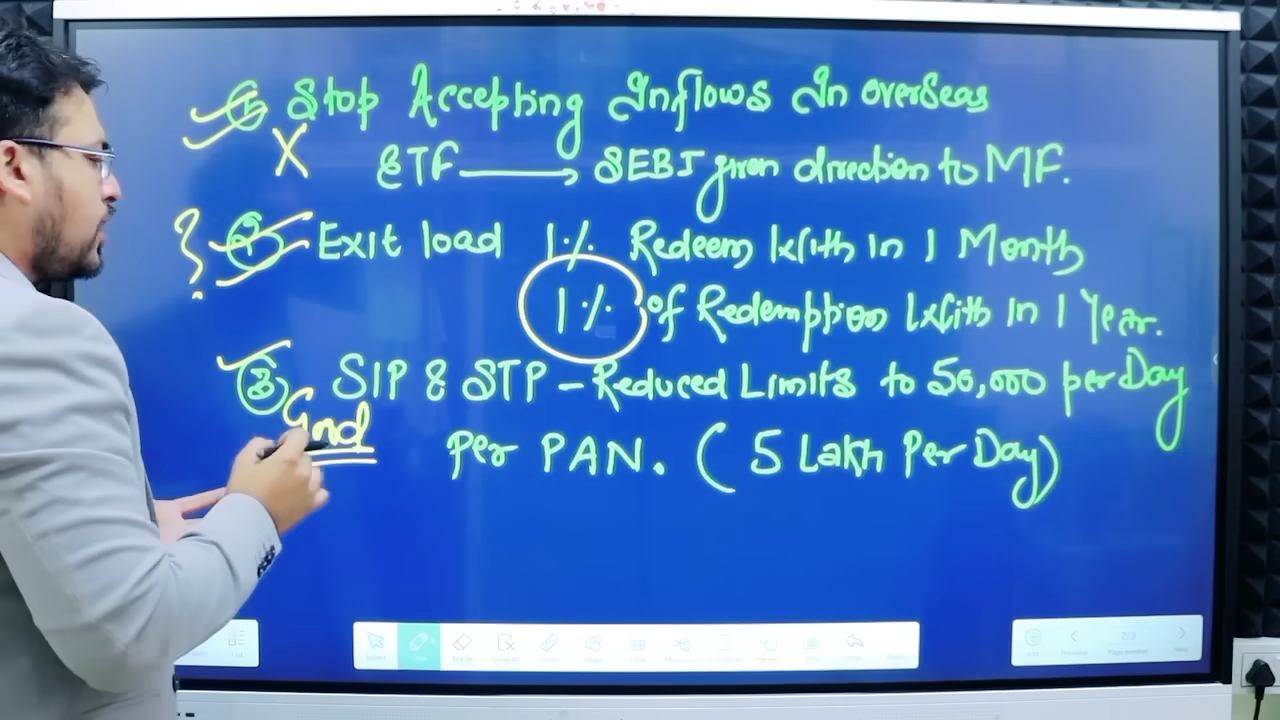 ① Stop Accepting Inflows In overseas
X ETF → SEBI given direction to MF.
? ② Exit load 1% Redeem With in 1 Month
1% of Redemption With in 1 Year.
③ SIP & STP - Reduced Limits to 50,000 per Day
per PAN. ( 5 Lakh Per Day)
2/3